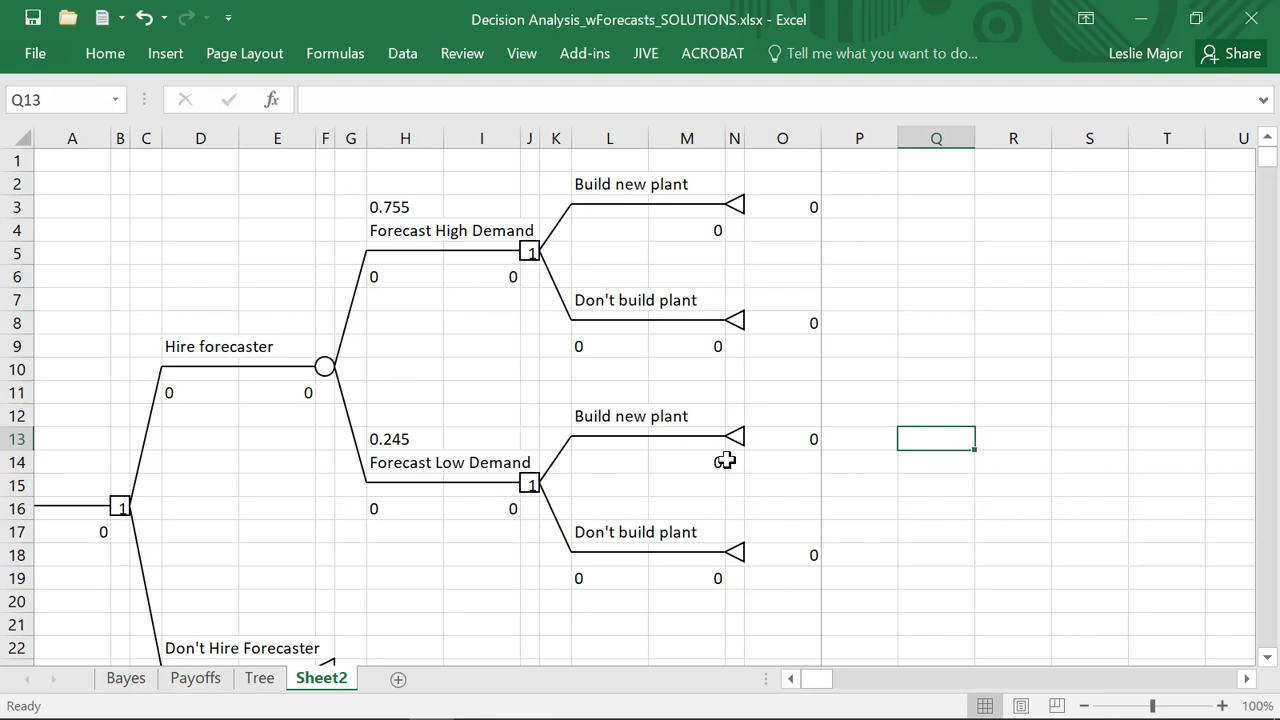 Decision Analysis_wForecasts_SOLUTIONS.xlsx - Excel
File Home Insert Page Layout Formulas Data Review View Add-ins JIVE ACROBAT Tell me what you want to do... Leslie Major Share
Q13 fx
A B C D E F G H I J K L M N O P Q R S T U
1
2 Build new plant
3 0.755 0
4 Forecast High Demand 0
5 1
6 0 0
7 Don't build plant
8 0
9 Hire forecaster 0 0
10
11 0 0
12 Build new plant
13 0.245 0
14 Forecast Low Demand
15 1
16 1 0 0
17 0 Don't build plant
18 0
19 0 0
20
21
22 Don't Hire Forecaster
Bayes Payoffs Tree Sheet2
Ready 100%